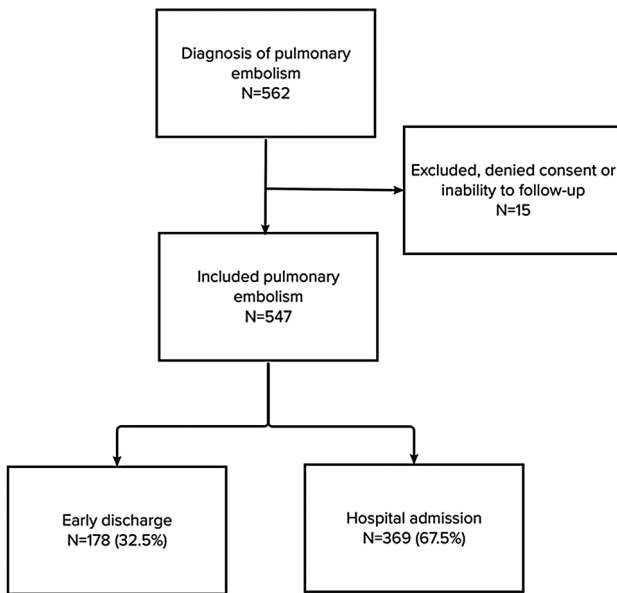 Diagnosis of pulmonary
embolism
N=562
Excluded, denied consent or
inability to follow-up
N=15
Included pulmonary
embolism
N=547
Early discharge
N=178 (32.5%)
Hospital admission
N=369 (67.5%)